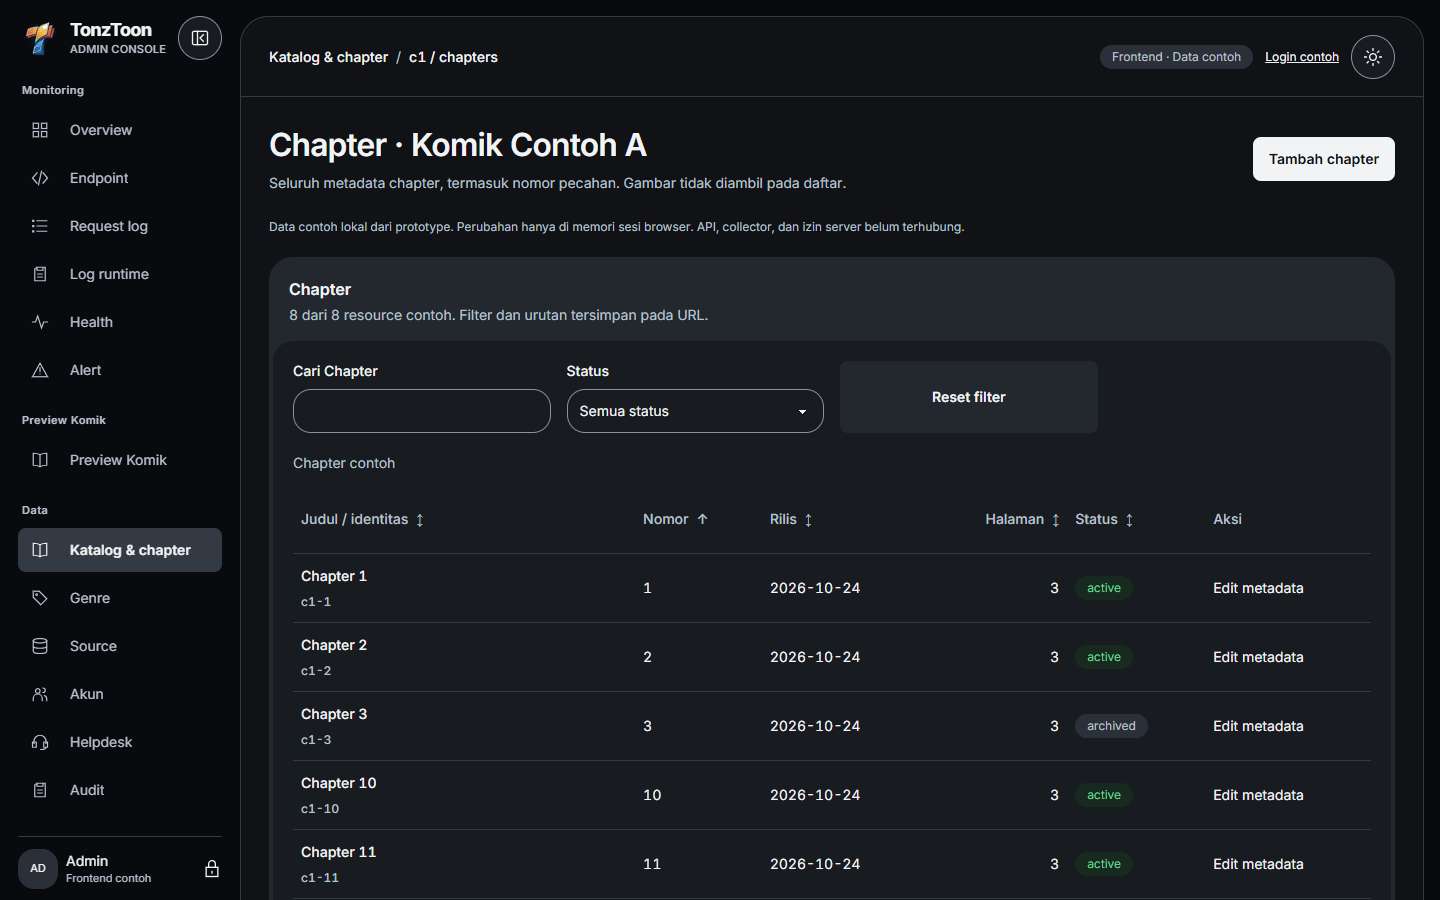 TonzToon
ADMIN CONSOLE
Monitoring
Overview
Endpoint
Request log
Log runtime
Health
Alert
Preview Komik
Preview Komik
Data
Katalog & chapter
Genre
Source
Akun
Helpdesk
Audit
AD
Admin
Frontend contoh
Katalog & chapter / c1 / chapters
Frontend · Data contoh
Login contoh
Chapter · Komik Contoh A
Seluruh metadata chapter, termasuk nomor pecahan. Gambar tidak diambil pada daftar.
Tambah chapter
Data contoh lokal dari prototype. Perubahan hanya di memori sesi browser. API, collector, dan izin server belum terhubung.
Chapter
8 dari 8 resource contoh. Filter dan urutan tersimpan pada URL.
Cari Chapter
Status
Semua status
Reset filter
Chapter contoh
Judul / identitas ↕ Nomor ↑ Rilis ↕ Halaman ↕ Status ↕ Aksi
Chapter 1
c1-1
1 2026-10-24 3 active Edit metadata
Chapter 2
c1-2
2 2026-10-24 3 active Edit metadata
Chapter 3
c1-3
3 2026-10-24 3 archived Edit metadata
Chapter 10
c1-10
10 2026-10-24 3 active Edit metadata
Chapter 11
c1-11
11 2026-10-24 3 active Edit metadata